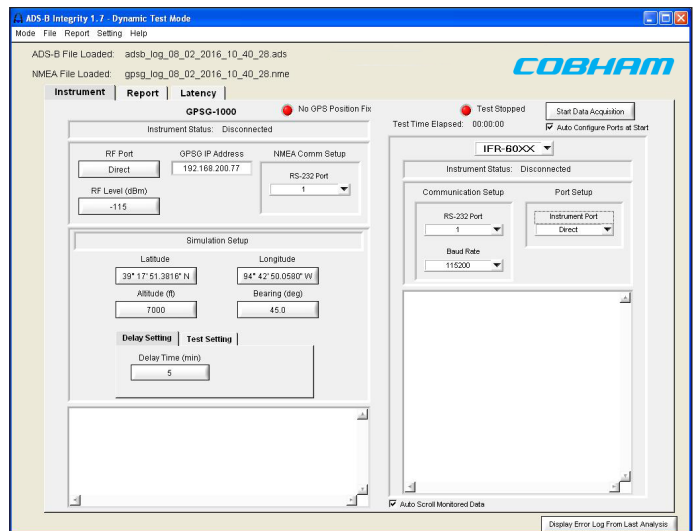 ADS-B Integrity 1.7 - Dynamic Test Mode
Mode File Report Setting Help
ADS-B File Loaded: adsb_log_08_02_2016_10_40_28.ads
NMEA File Loaded: gpsg_log_08_02_2016_10_40_28.nme
COBHAM
Instrument Report Latency
GPSG-1000 No GPS Position Fix
Instrument Status: Disconnected
RF Port GPSG IP Address NMEA Comm Setup
Direct 192.168.200.77
RS-232 Port
1
RF Level (dBm)
-115
Simulation Setup
Latitude Longitude
39° 17' 51.3816" N 94° 42' 50.0580" W
Altitude (ft) Bearing (deg)
7000 45.0
Delay Setting Test Setting
Delay Time (min)
5
Test Stopped Start Data Acquisition
Test Time Elapsed: 00:00:00 Auto Configure Ports at Start
IFR-60XX
Instrument Status: Disconnected
Communication Setup Port Setup
RS-232 Port Instrument Port
1 Direct
Baud Rate
115200
Auto Scroll Monitored Data
Display Error Log From Last Analysis